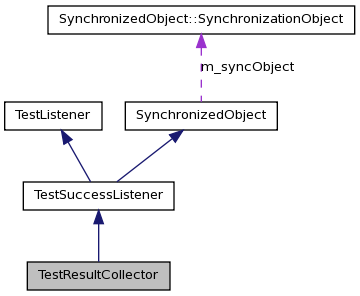 SynchronizedObject::SynchronizationObject
m_syncObject
TestListener
SynchronizedObject
TestSuccessListener
TestResultCollector